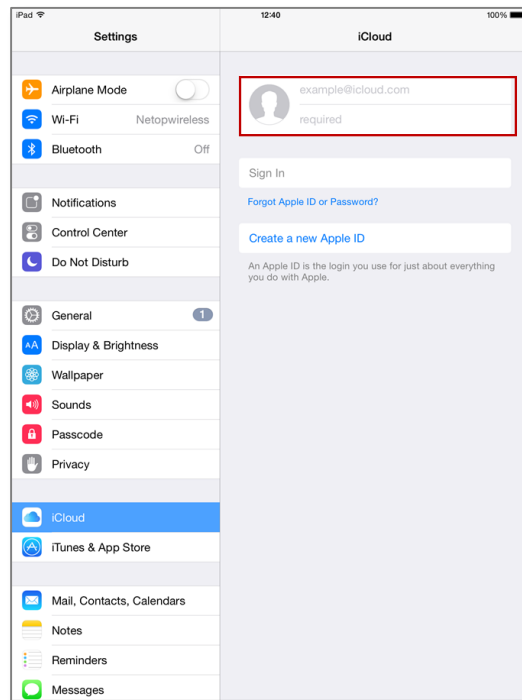 iPad 12:40 100%
Settings
iCloud
Airplane Mode
Wi-Fi Netopwireless
Bluetooth Off
Notifications
Control Center
Do Not Disturb
General 1
AA Display & Brightness
Wallpaper
Sounds
Passcode
Privacy
iCloud
iTunes & App Store
Mail, Contacts, Calendars
Notes
Reminders
Messages
example@icloud.com
required
Sign In
Forgot Apple ID or Password?
Create a new Apple ID
An Apple ID is the login you use for just about everything
you do with Apple.